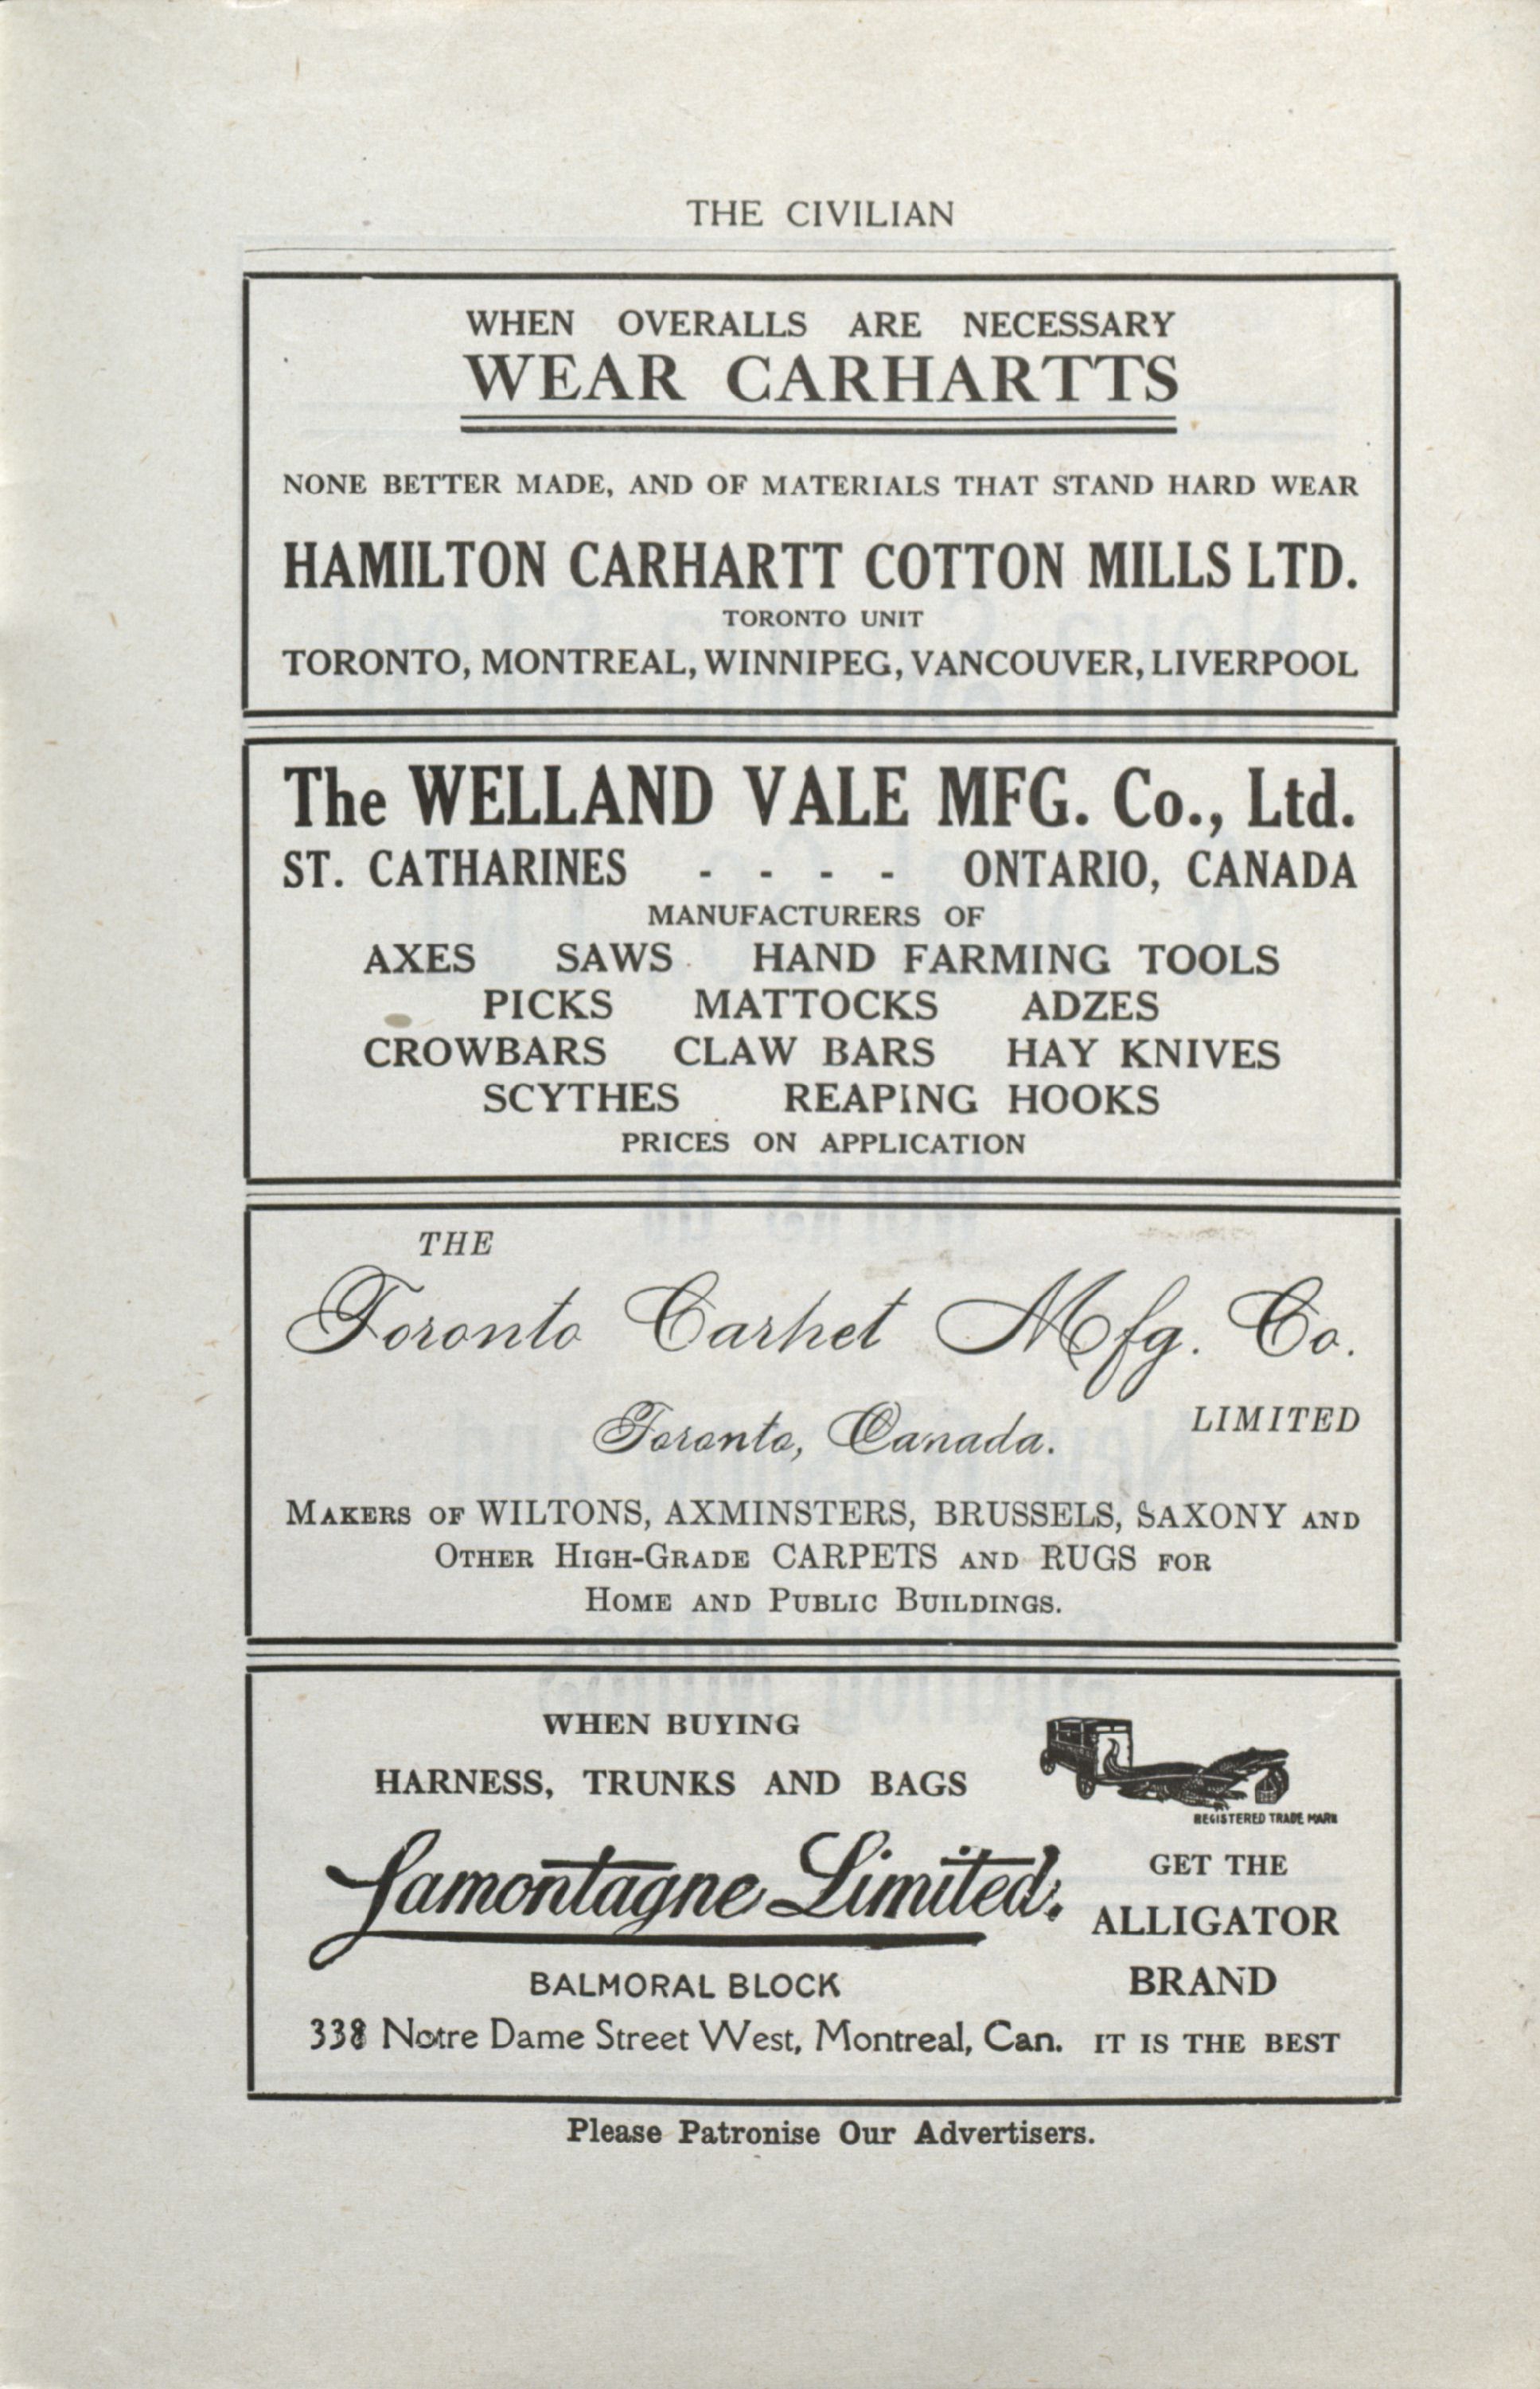 THE CIVILIAN
WHEN OVERALLS ARE NECESSARY
WEAR CARHARTTS
NONE BETTER MADE, AND OF MATERIALS THAT STAND HARD WEAR
HAMILTON CARHARTT COTTON MILLS LTD.
TORONTO UNIT
TORONTO, MONTREAL, WINNIPEG, VANCOUVER, LIVERPOOL
The WELLAND VALE MFG. Co., Ltd.
ST. CATHARINES - - - - ONTARIO, CANADA
MANUFACTURERS OF
AXES SAWS HAND FARMING TOOLS
PICKS MATTOCKS ADZES
CROWBARS CLAW BARS HAY KNIVES
SCYTHES REAPING HOOKS
PRICES ON APPLICATION
THE
Toronto Carpet Mfg. Co.
LIMITED
Toronto, Canada.
MAKERS OF WILTONS, AXMINSTERS, BRUSSELS, SAXONY AND
OTHER HIGH-GRADE CARPETS AND RUGS FOR
HOME AND PUBLIC BUILDINGS.
WHEN BUYING
HARNESS, TRUNKS AND BAGS
REGISTERED TRADE MARK
Lamontagne Limited.
BALMORAL BLOCK
338 Notre Dame Street West, Montreal, Can.
GET THE
ALLIGATOR
BRAND
IT IS THE BEST
Please Patronise Our Advertisers.